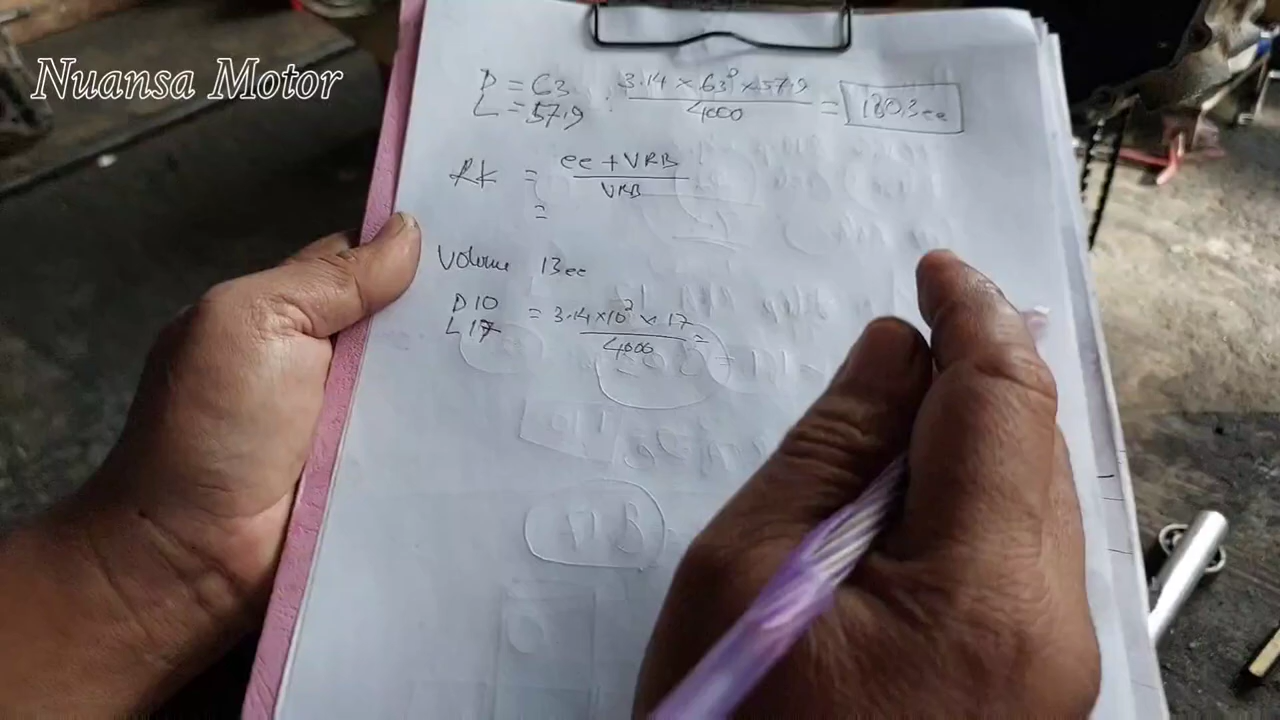 Nuansa Motor
D = 63 : 3.14 × 63² × 57.9 / 4000 = 180.3 cc
L = 57.9
RK = cc + VRB / VRB
=
Volume 13 cc
D 10 = 3.14 × 10² × 17 / 4000 =
L 17